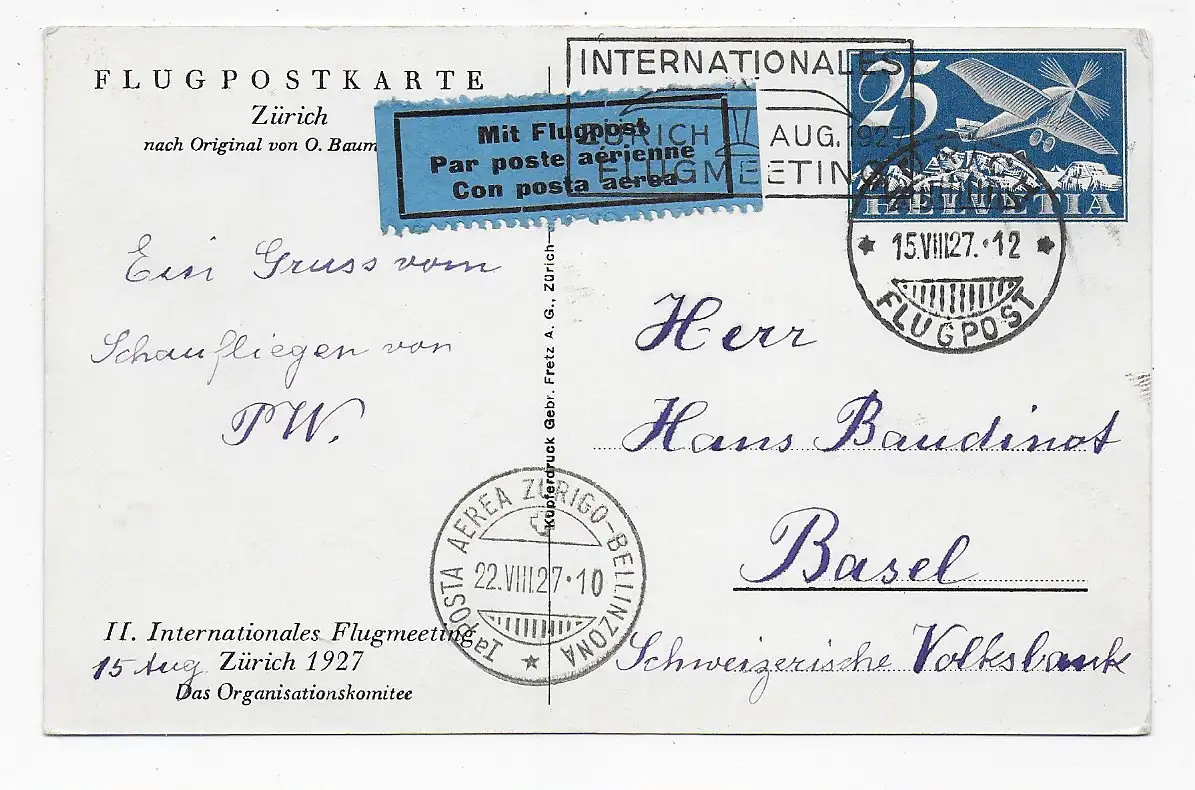 FLUGPOSTKARTE
Zürich
nach Original von O. Baum
Mit Flugpost
Par poste aérienne
Con posta aerea
INTERNATIONALES
ZÜRICH AUG. 1927
FLUGMEETING
25
HELVETIA
15.VIII.27.·12
FLUGPOST
Ein Gruss vom
Schaufliegen von
PW.
Kupferdruck Gebr. Fretz A. G., Zürich
Herr
Hans Baudinot
Basel
Schweizerische Volksbank
Ia POSTA AEREA ZURIGO-BELLINZONA
22.VIII.27·10
II. Internationales Flugmeeting
15 Aug. Zürich 1927
Das Organisationskomitee